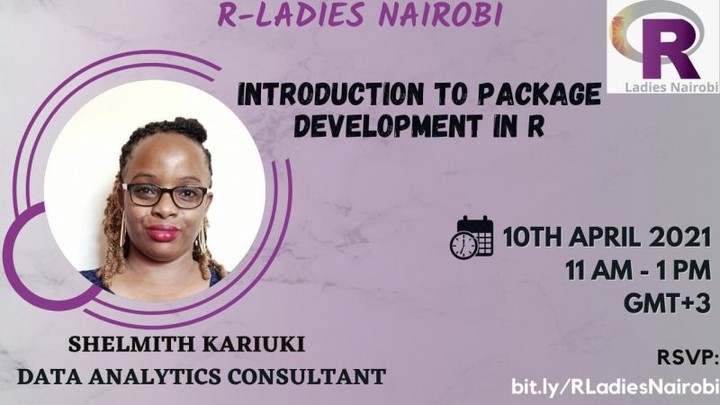 R-LADIES NAIROBI
R
Ladies Nairobi
INTRODUCTION TO PACKAGE
DEVELOPMENT IN R
10TH APRIL 2021
11 AM - 1 PM
GMT+3
SHELMITH KARIUKI
DATA ANALYTICS CONSULTANT
RSVP:
bit.ly/RLadiesNairobi